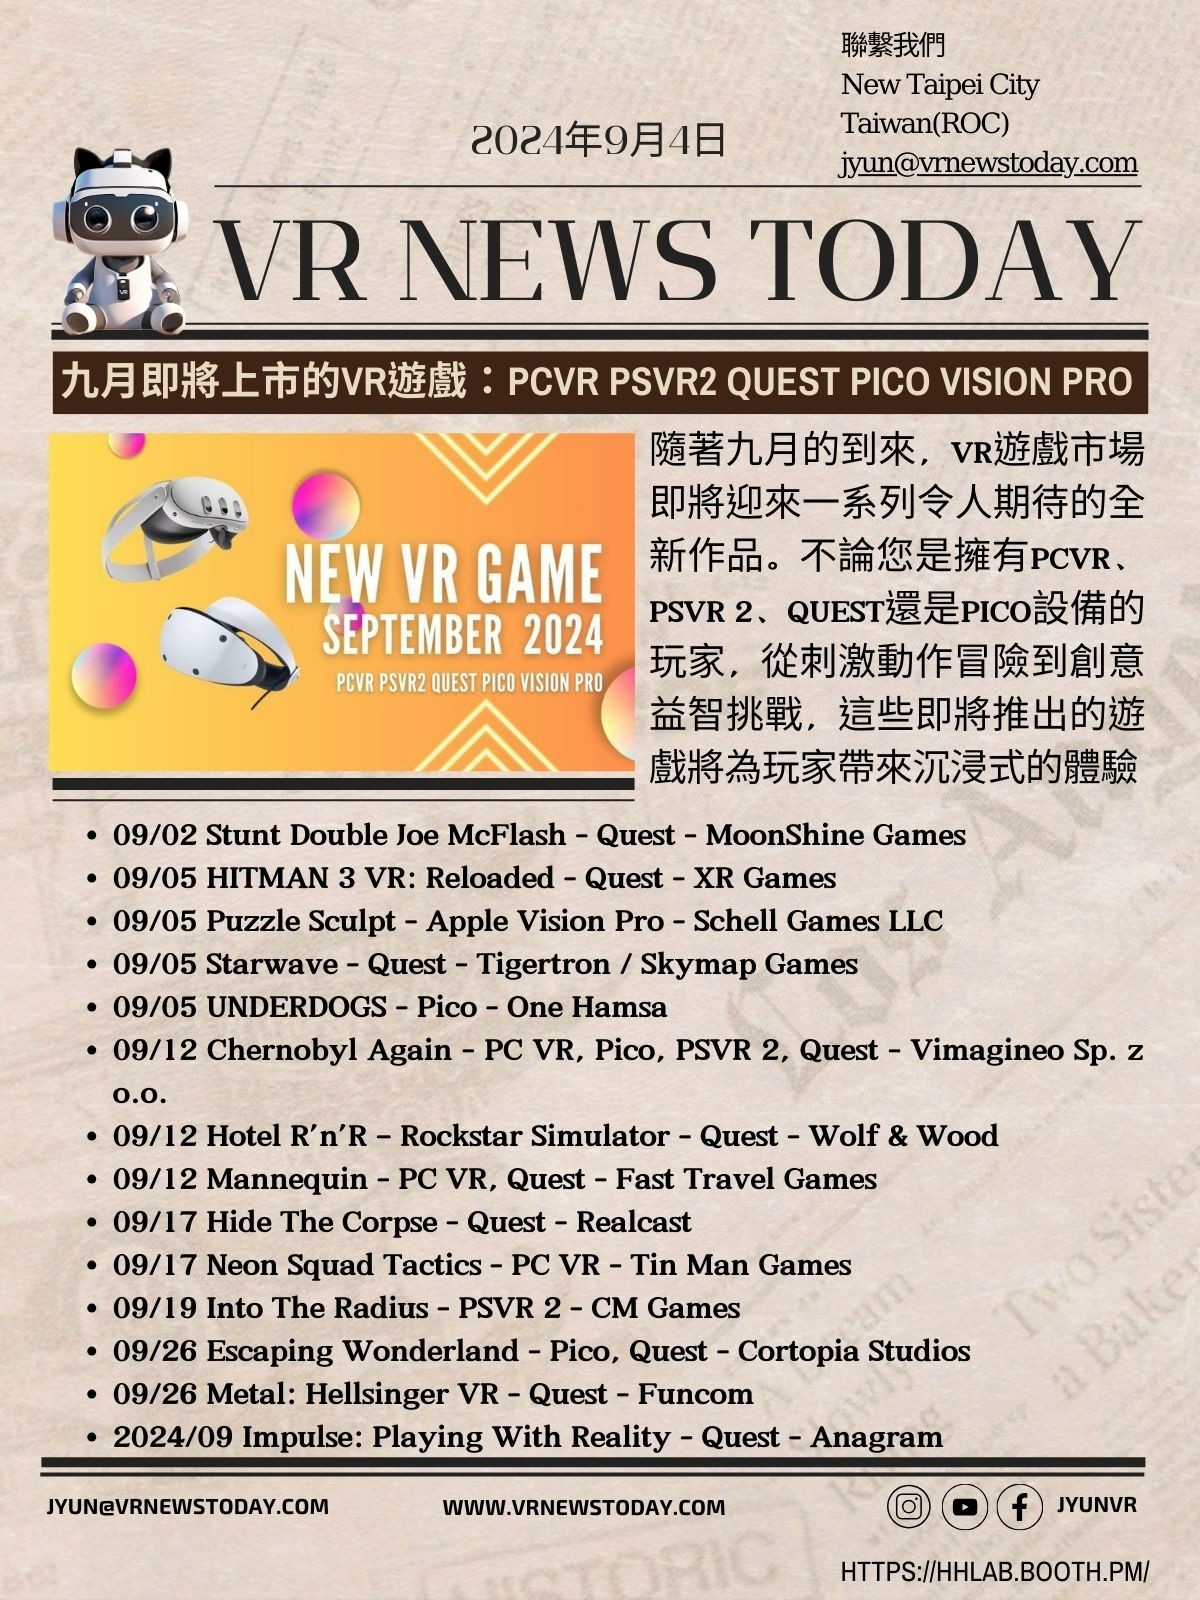 聯繫我們
New Taipei City
Taiwan(ROC)
jyun@vrnewstoday.com
2024年9月4日
VR NEWS TODAY
九月即將上市的VR遊戲：PCVR PSVR2 QUEST PICO VISION PRO
NEW VR GAME
SEPTEMBER 2024
PCVR PSVR2 QUEST PICO VISION PRO
隨著九月的到來，VR遊戲市場
即將迎來一系列令人期待的全
新作品。不論您是擁有PCVR、
PSVR 2、QUEST還是PICO設備的
玩家，從刺激動作冒險到創意
益智挑戰，這些即將推出的遊
戲將為玩家帶來沉浸式的體驗
• 09/02 Stunt Double Joe McFlash – Quest – MoonShine Games
• 09/05 HITMAN 3 VR: Reloaded – Quest – XR Games
• 09/05 Puzzle Sculpt – Apple Vision Pro – Schell Games LLC
• 09/05 Starwave – Quest – Tigertron / Skymap Games
• 09/05 UNDERDOGS – Pico – One Hamsa
• 09/12 Chernobyl Again – PC VR, Pico, PSVR 2, Quest – Vimagineo Sp. z
o.o.
• 09/12 Hotel R'n'R – Rockstar Simulator – Quest – Wolf & Wood
• 09/12 Mannequin – PC VR, Quest – Fast Travel Games
• 09/17 Hide The Corpse – Quest – Realcast
• 09/17 Neon Squad Tactics – PC VR – Tin Man Games
• 09/19 Into The Radius – PSVR 2 – CM Games
• 09/26 Escaping Wonderland – Pico, Quest – Cortopia Studios
• 09/26 Metal: Hellsinger VR – Quest – Funcom
• 2024/09 Impulse: Playing With Reality – Quest – Anagram
JYUN@VRNEWSTODAY.COM
WWW.VRNEWSTODAY.COM
JYUNVR
HTTPS://HHLAB.BOOTH.PM/